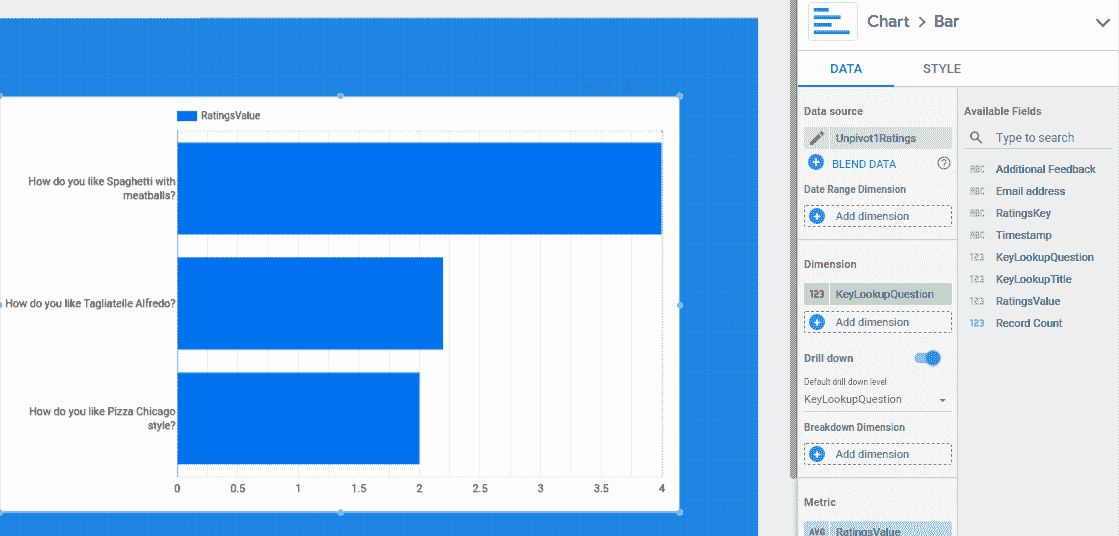 Chart > Bar
DATA
STYLE
RatingsValue
How do you like Spaghetti with
meatballs?
How do you like Tagliatelle Alfredo?
How do you like Pizza Chicago
style?
0 0.5 1 1.5 2 2.5 3 3.5 4
Data source
Unpivot1Ratings
BLEND DATA
Date Range Dimension
Add dimension
Dimension
123 KeyLookupQuestion
Add dimension
Drill down
Default drill down level
KeyLookupQuestion
Breakdown Dimension
Add dimension
Metric
AVG RatingsValue
Available Fields
Type to search
ABC Additional Feedback
ABC Email address
ABC RatingsKey
ABC Timestamp
123 KeyLookupQuestion
123 KeyLookupTitle
123 RatingsValue
123 Record Count